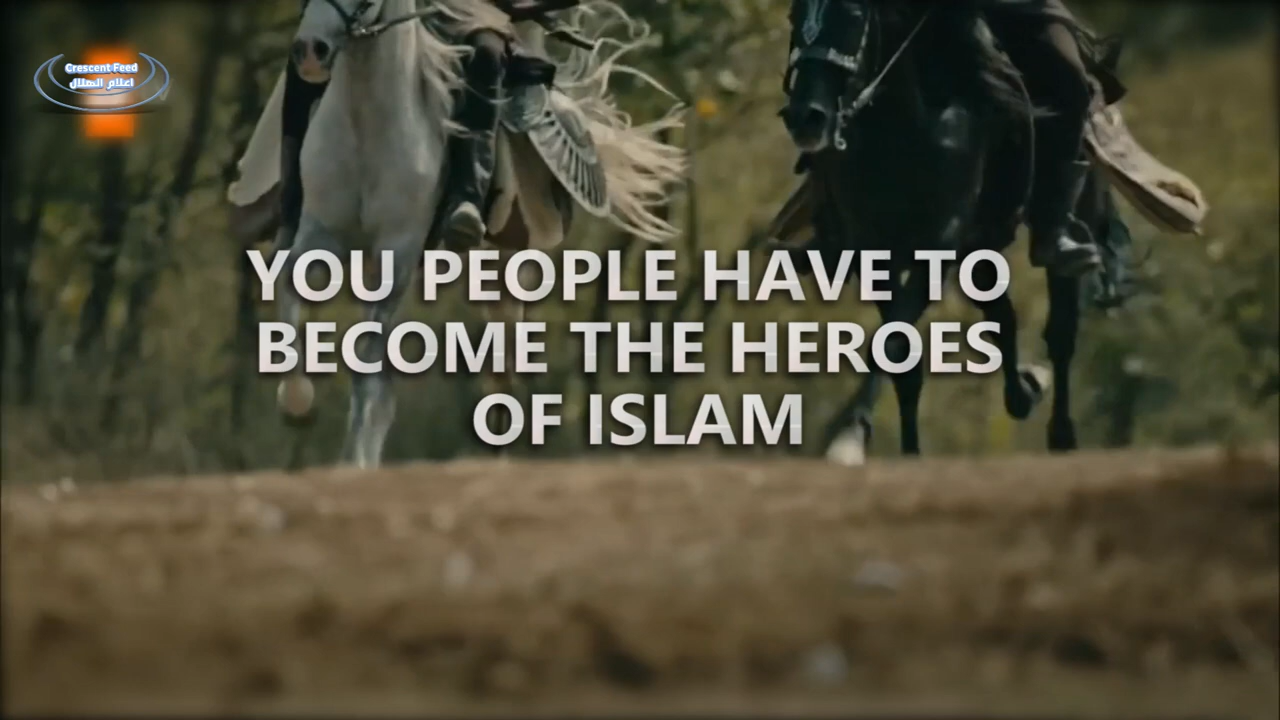 Crescent Feed
اعلام الهلال
YOU PEOPLE HAVE TO
BECOME THE HEROES
OF ISLAM